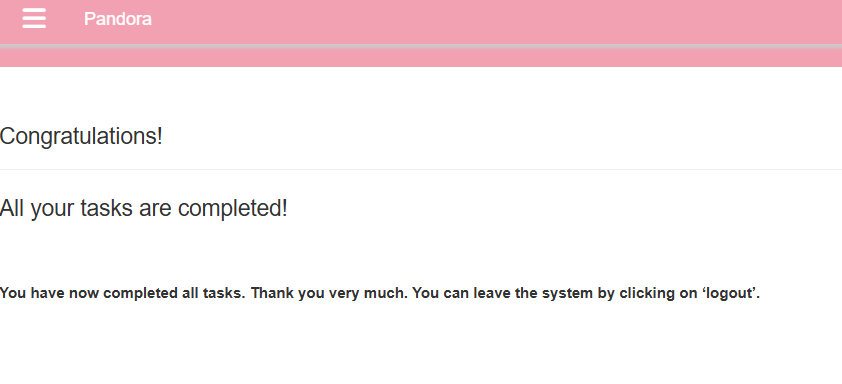 Pandora
Congratulations!
All your tasks are completed!
You have now completed all tasks. Thank you very much. You can leave the system by clicking on ‘logout’.